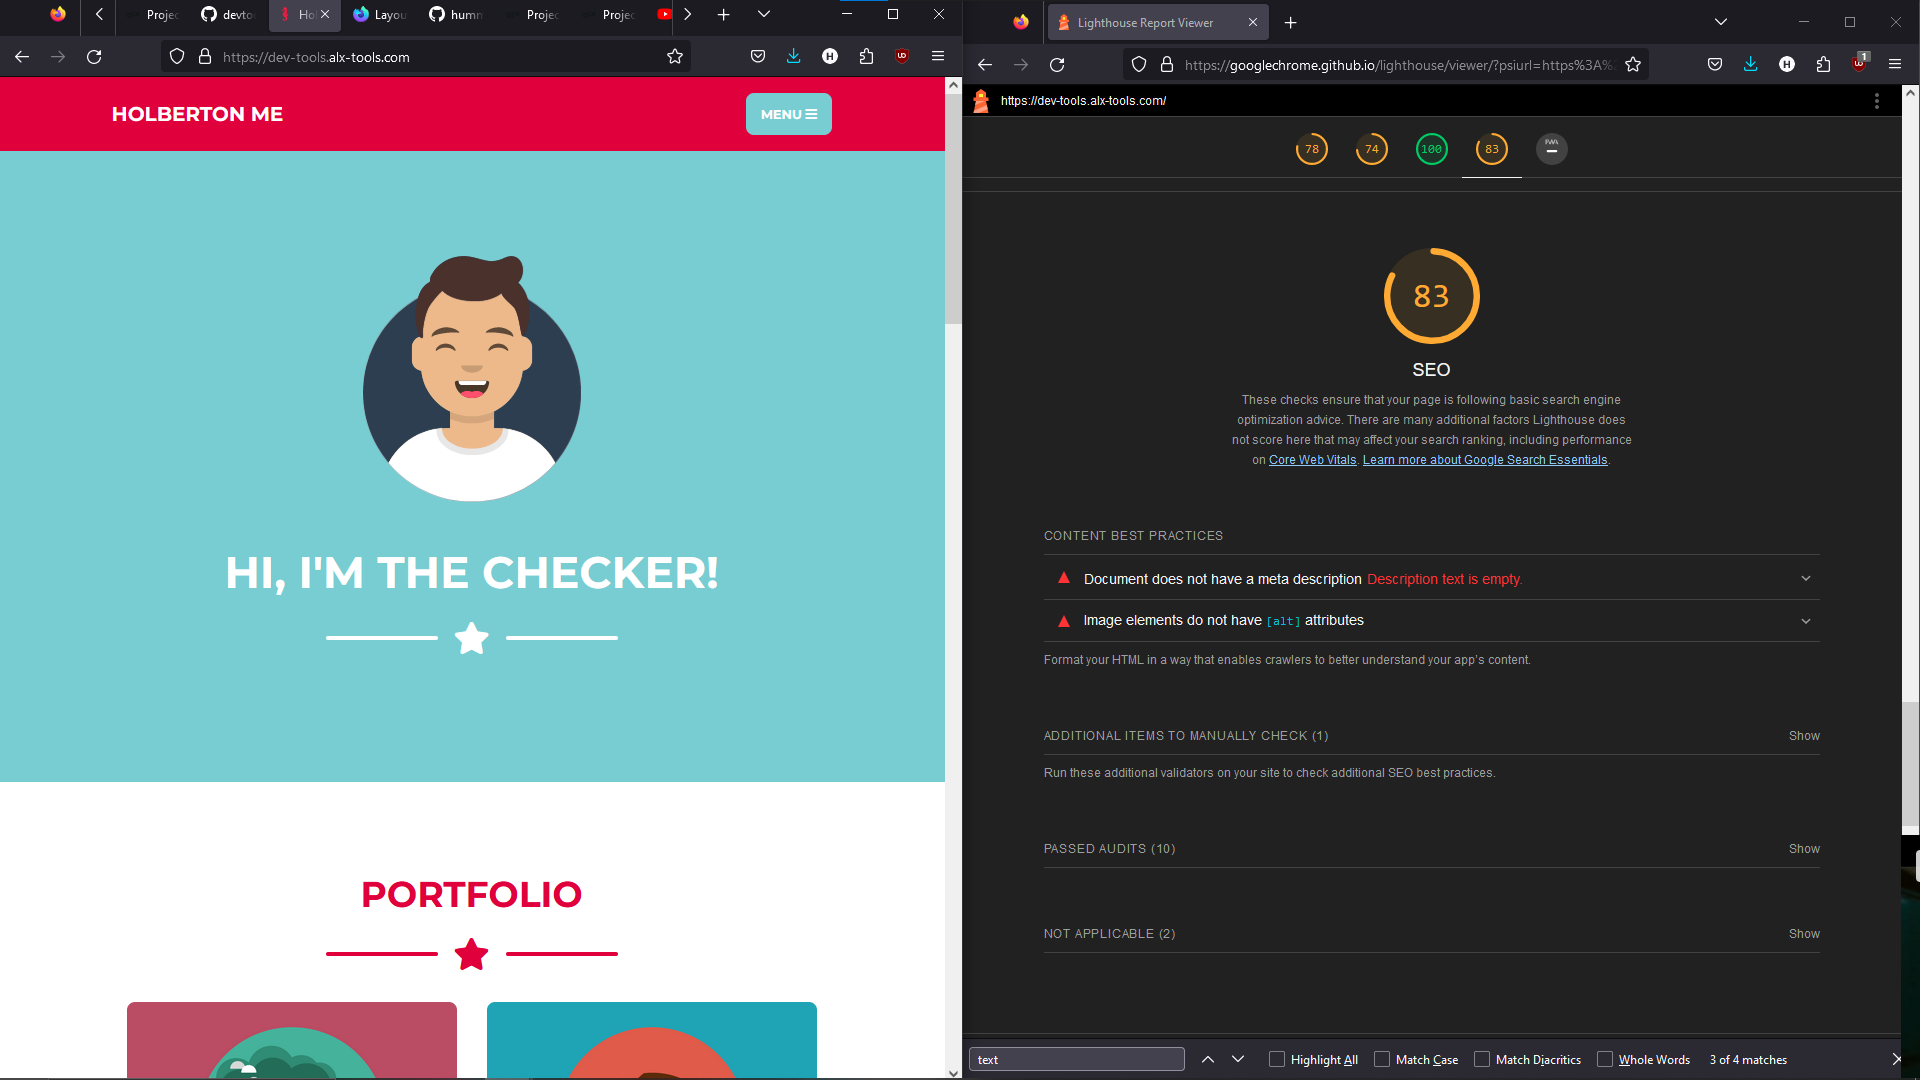 Projec
devto
Hol
Layou
humn
Projec
Projec
https://dev-tools.alx-tools.com
HOLBERTON ME
MENU
HI, I'M THE CHECKER!
PORTFOLIO
Lighthouse Report Viewer
https://googlechrome.github.io/lighthouse/viewer/?psiurl=https%3A%2
1
https://dev-tools.alx-tools.com/
78
74
100
83
PWA
83
SEO
These checks ensure that your page is following basic search engine
optimization advice. There are many additional factors Lighthouse does
not score here that may affect your search ranking, including performance
on Core Web Vitals. Learn more about Google Search Essentials.
CONTENT BEST PRACTICES
Document does not have a meta description Description text is empty.
Image elements do not have [alt] attributes
Format your HTML in a way that enables crawlers to better understand your app's content.
ADDITIONAL ITEMS TO MANUALLY CHECK (1) Show
Run these additional validators on your site to check additional SEO best practices.
PASSED AUDITS (10) Show
NOT APPLICABLE (2) Show
text Highlight All Match Case Match Diacritics Whole Words 3 of 4 matches